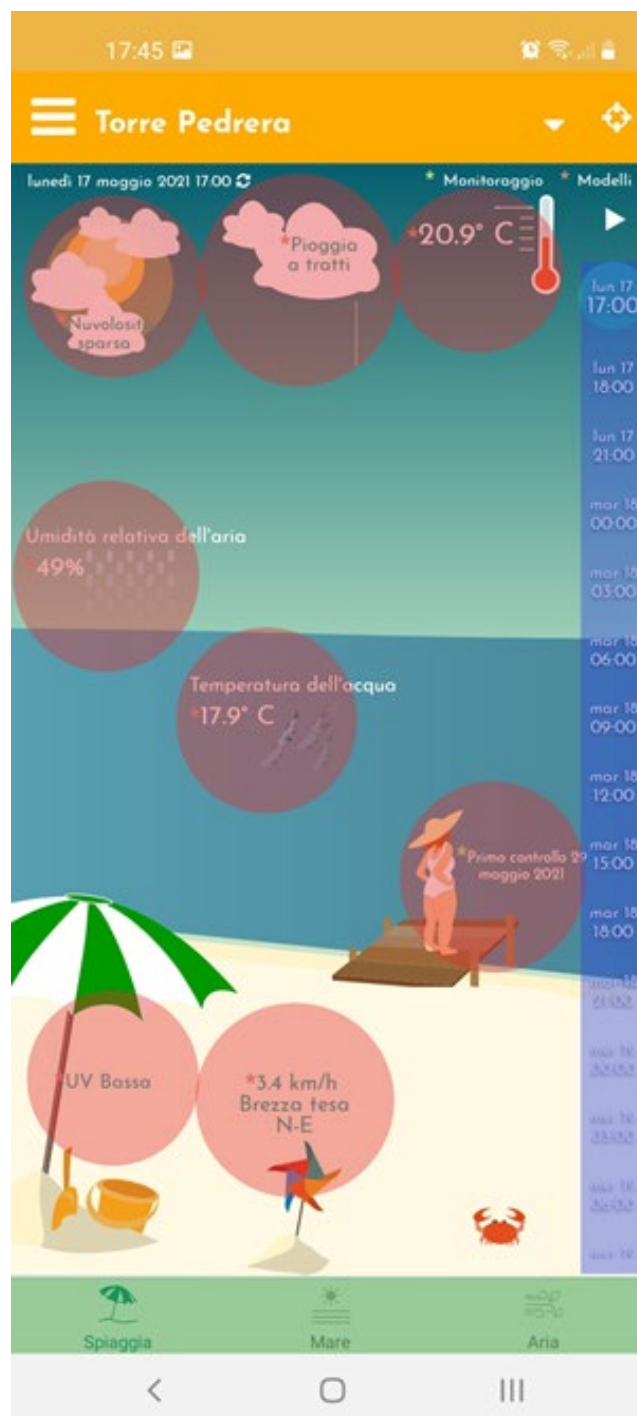 17:45
Torre Pedrera
lunedì 17 maggio 2021 17:00
* Monitoraggio * Modelli
Nuvolosit
sparsa
*Pioggia
a tratti
*20.9° C
Umidità relativa dell'aria
*49%
Temperatura dell'acqua
*17.9° C
*Primo controllo 29
maggio 2021
*UV Bassa
*3.4 km/h
Brezza tesa
N-E
lun 17
17:00
lun 17
18:00
lun 17
21:00
mar 18
00:00
mar 18
03:00
mar 18
06:00
mar 18
09:00
mar 18
12:00
mar 18
15:00
mar 18
18:00
Spiaggia
Mare
Aria